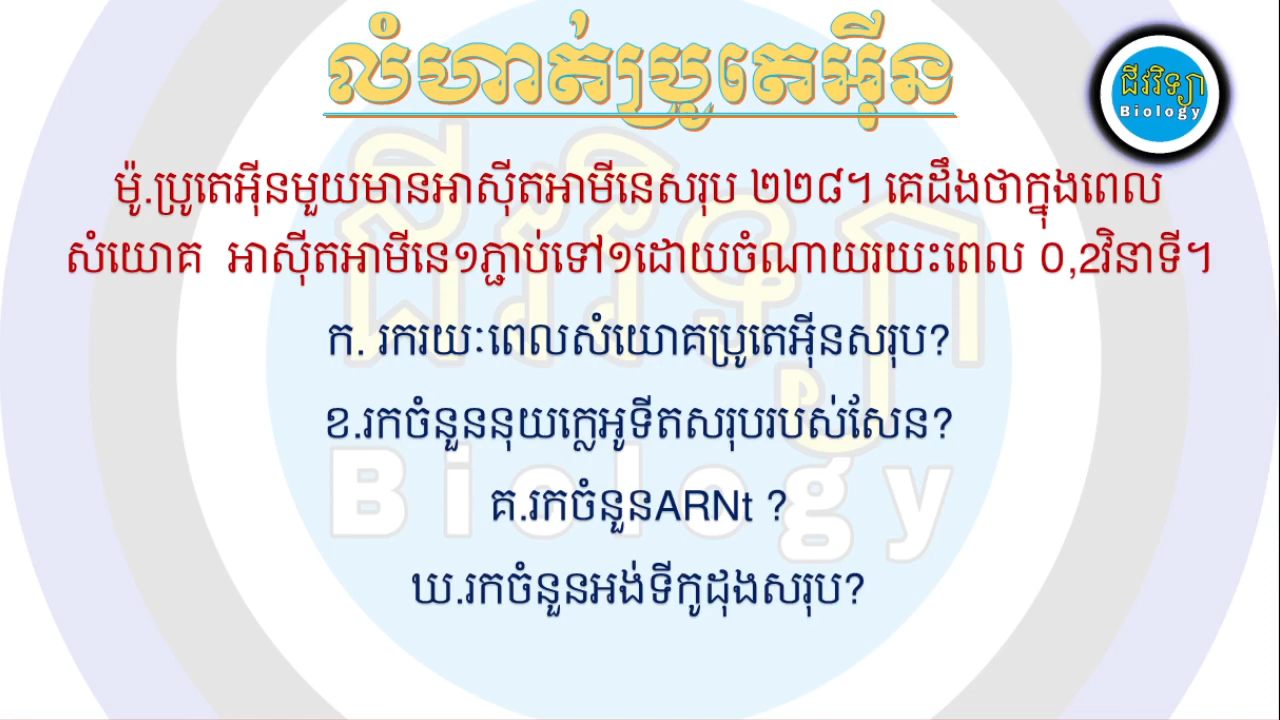 លំហាត់ប្រូតេអ៊ីន
ជីវវិទ្យា
Biology
ម៉ូ.ប្រូតេអ៊ីនមួយមានអាស៊ីតអាមីនេសរុប ២២៨។ គេដឹងថាក្នុងពេល
សំយោគ អាស៊ីតអាមីនេ១ភ្ជាប់ទៅ១ដោយចំណាយរយះពេល 0,2វិនាទី។
ក. រករយៈពេលសំយោគប្រូតេអ៊ីនសរុប?
ខ.រកចំនួននុយក្លេអូទីតសរុបរបស់សែន?
គ.រកចំនួនARNt ?
ឃ.រកចំនួនអង់ទីកូដុងសរុប?
ជីវវិទ្យា
Biology